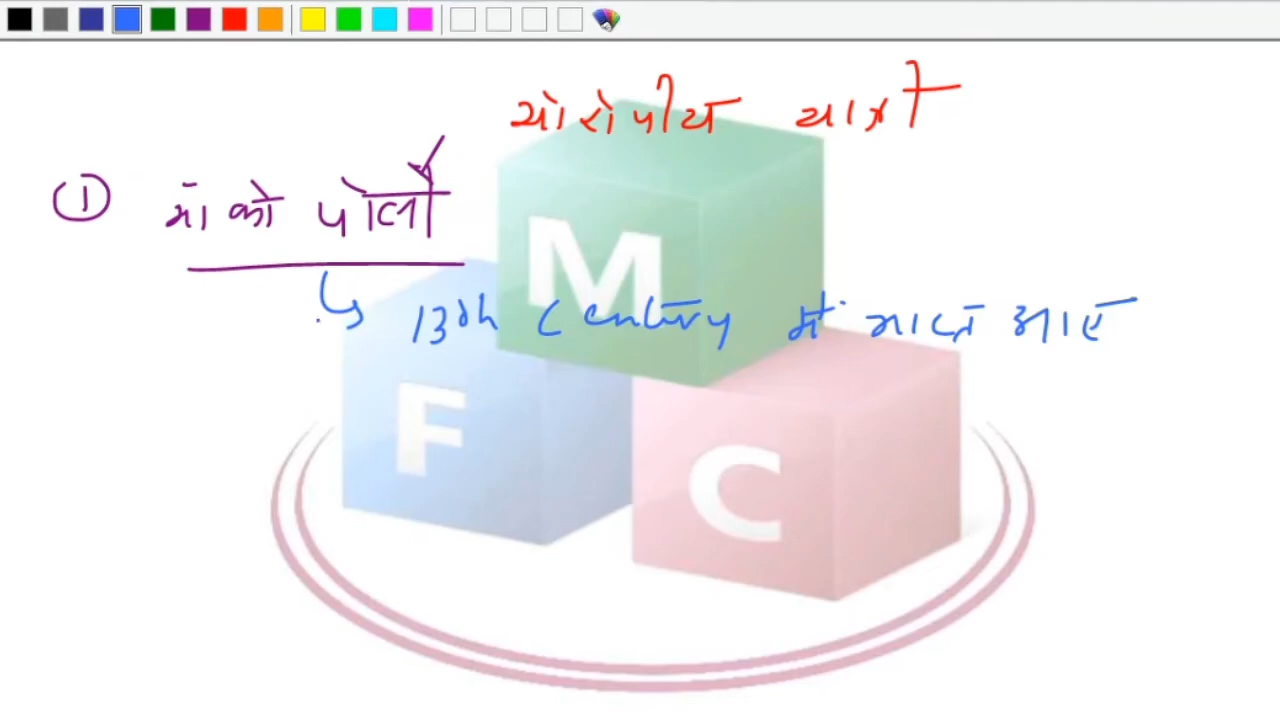 योरोपीय यात्री
① मार्को पोलो
↳ 13th Century में भारत आए
M
F
C